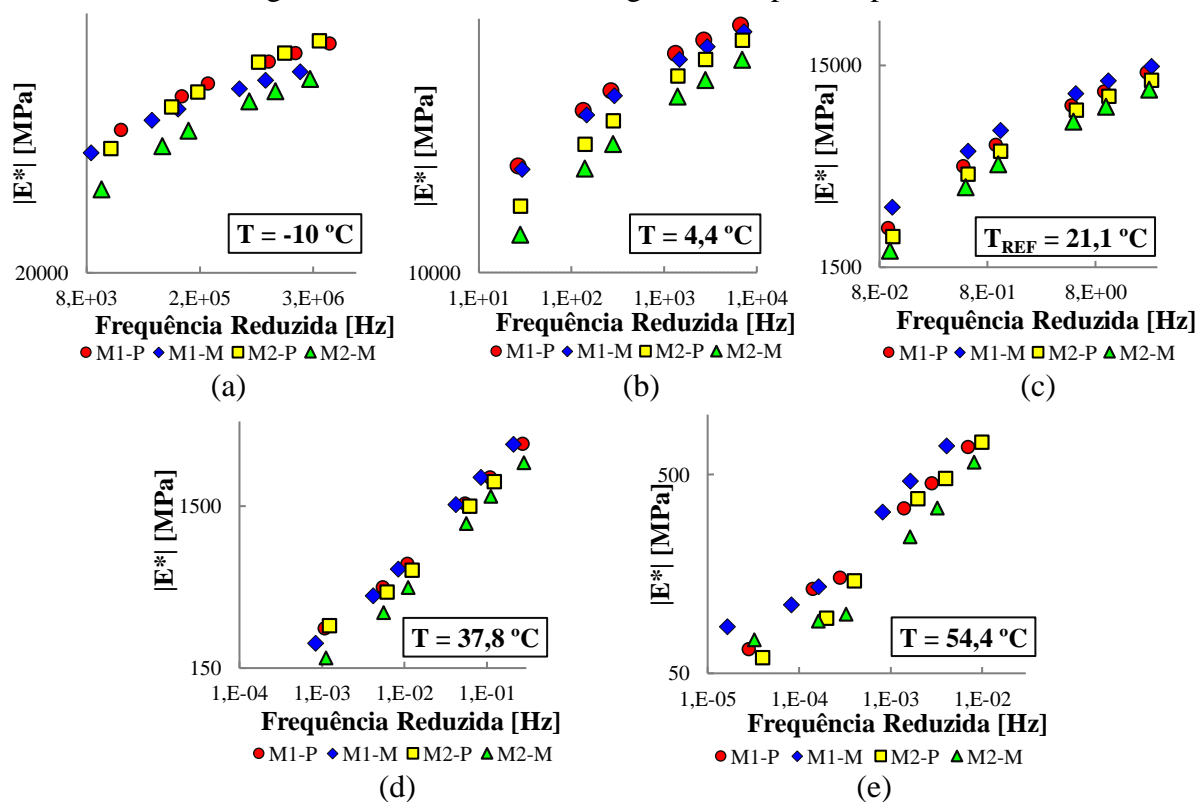 |E*| [MPa]
20000
T = -10 ºC
8,E+03 2,E+05 3,E+06
Frequência Reduzida [Hz]
M1-P M1-M M2-P M2-M
(a)
|E*| [MPa]
10000
T = 4,4 ºC
1,E+01 1,E+02 1,E+03 1,E+04
Frequência Reduzida [Hz]
M1-P M1-M M2-P M2-M
(b)
|E*| [MPa]
15000
1500
TREF = 21,1 ºC
8,E-02 8,E-01 8,E+00
Frequência Reduzida [Hz]
M1-P M1-M M2-P M2-M
(c)
|E*| [MPa]
1500
150
T = 37,8 ºC
1,E-04 1,E-03 1,E-02 1,E-01
Frequência Reduzida [Hz]
M1-P M1-M M2-P M2-M
(d)
|E*| [MPa]
500
50
T = 54,4 ºC
1,E-05 1,E-04 1,E-03 1,E-02
Frequência Reduzida [Hz]
M1-P M1-M M2-P M2-M
(e)